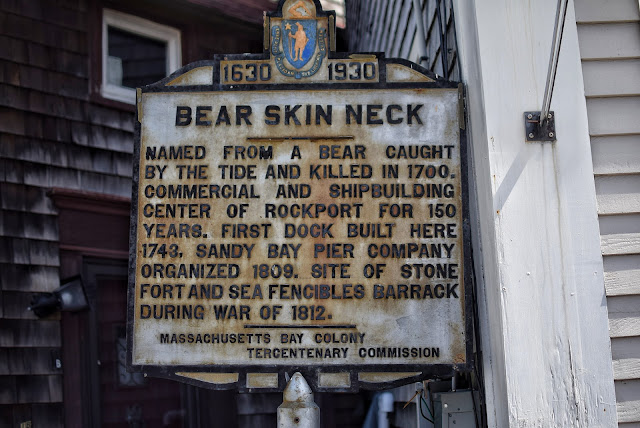 1630 1930
BEAR SKIN NECK
NAMED FROM A BEAR CAUGHT
BY THE TIDE AND KILLED IN 1700.
COMMERCIAL AND SHIPBUILDING
CENTER OF ROCKPORT FOR 150
YEARS. FIRST DOCK BUILT HERE
1743, SANDY BAY PIER COMPANY
ORGANIZED 1809. SITE OF STONE
FORT AND SEA FENCIBLES BARRACK
DURING WAR OF 1812.
MASSACHUSETTS BAY COLONY
TERCENTENARY COMMISSION